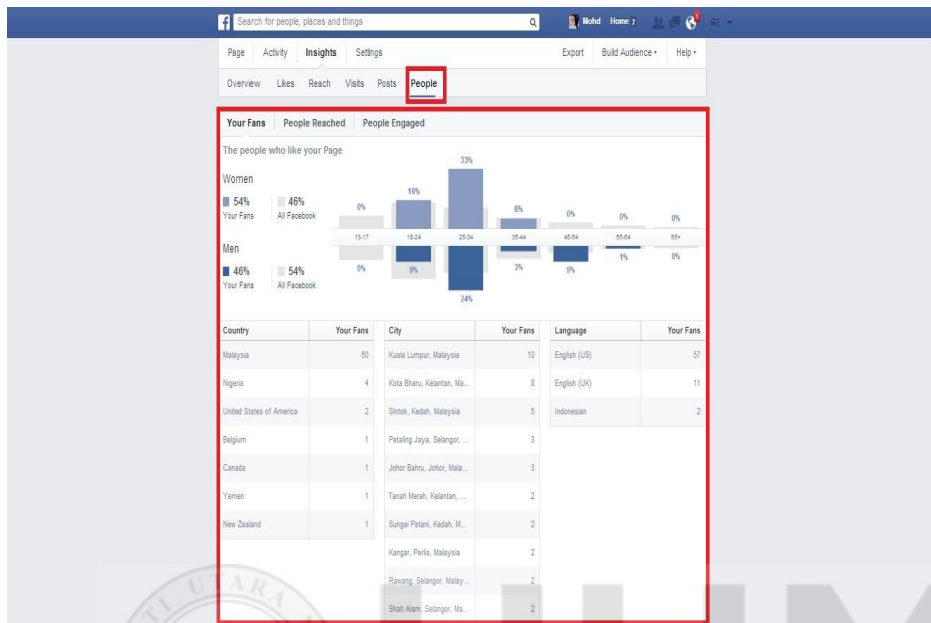 Search for people, places and things
Mohd Home 7
Page Activity Insights Settings Export Build Audience Help
Overview Likes Reach Visits Posts People
Your Fans People Reached People Engaged
The people who like your Page
Women
54% 46%
Your Fans All Facebook
0% 16% 33% 6% 0% 0% 0%
13-17 18-24 25-34 35-44 45-54 55-64 65+
Men
46% 54%
Your Fans All Facebook
0% 9% 24% 3% 9% 1% 0%
Country Your Fans City Your Fans Language Your Fans
Malaysia 60 Kuala Lumpur, Malaysia 10 English (US) 57
Nigeria 4 Kota Bharu, Kelantan, Ma... 8 English (UK) 11
United States of America 2 Sintok, Kedah, Malaysia 5 Indonesian 2
Belgium 1 Petaling Jaya, Selangor, ... 3
Canada 1 Johor Bahru, Johor, Mala... 3
Yemen 1 Tanah Merah, Kelantan, ... 2
New Zealand 1 Sungai Petani, Kedah, M... 2
Kangar, Perlis, Malaysia 2
Rawang, Selangor, Malay... 2
Shah Alam, Selangor, Ma... 2
UTARA